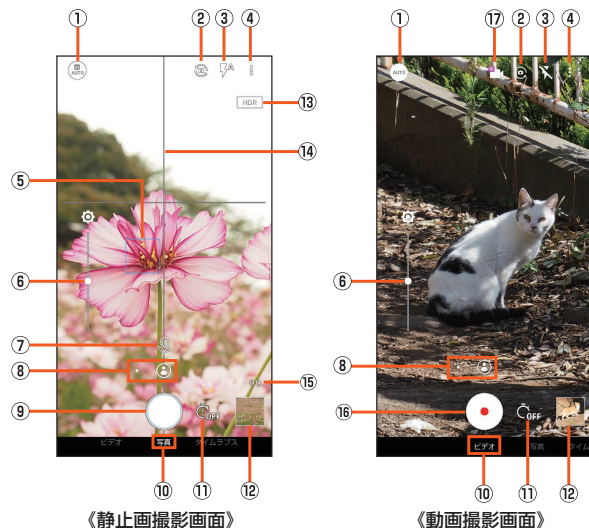 ① ② ③ ④
AUTO
HDR ⑬
⑭
⑤
⑥
⑦
⑧
⑮
⑨
OFF
ビデオ 写真 タイムラプス
⑩ ⑪ ⑫
《静止画撮影画面》
① ⑰ ② ③ ④
AUTO
⑥
⑧
⑯
OFF
ビデオ 写真 タイム
⑩ ⑪ ⑫
《動画撮影画面》